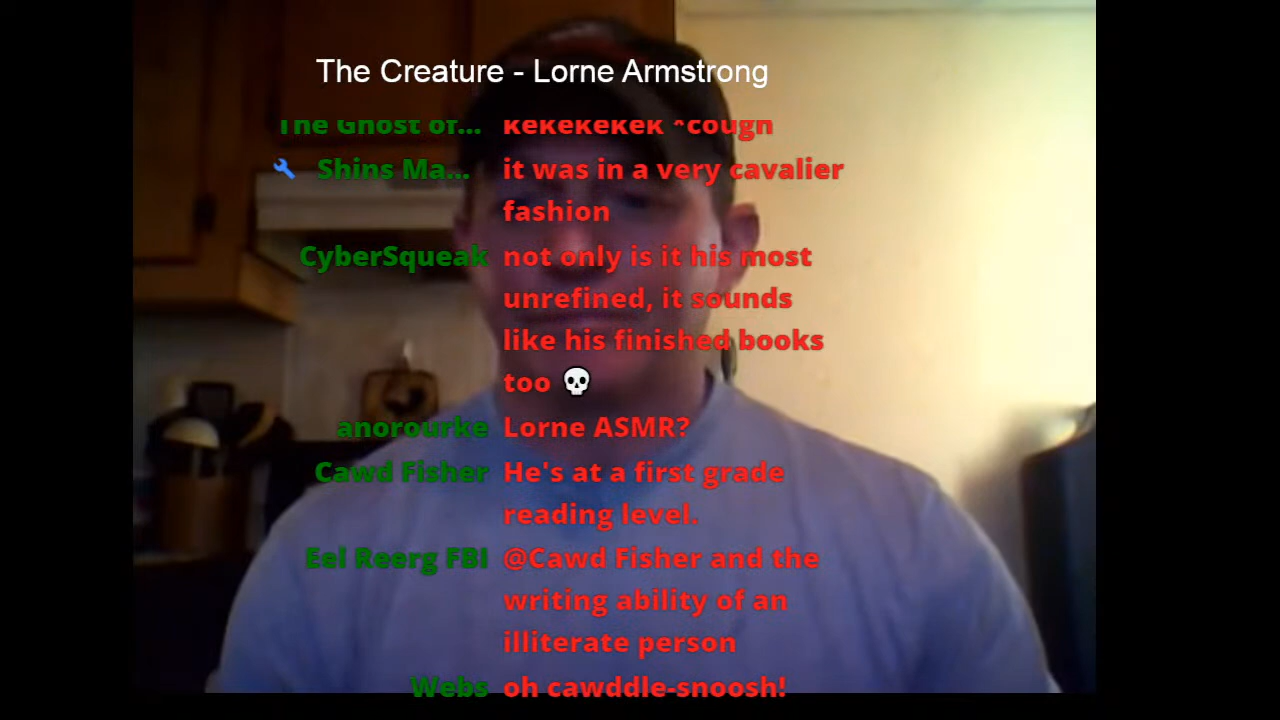 The Creature - Lorne Armstrong
The Ghost of... kekekekek *cough
Shins Ma... it was in a very cavalier
fashion
CyberSqueak not only is it his most
unrefined, it sounds
like his finished books
too 💀
anorourke Lorne ASMR?
Cawd Fisher He's at a first grade
reading level.
Eel Reerg FBI @Cawd Fisher and the
writing ability of an
illiterate person
Webs oh cawddle-snoosh!